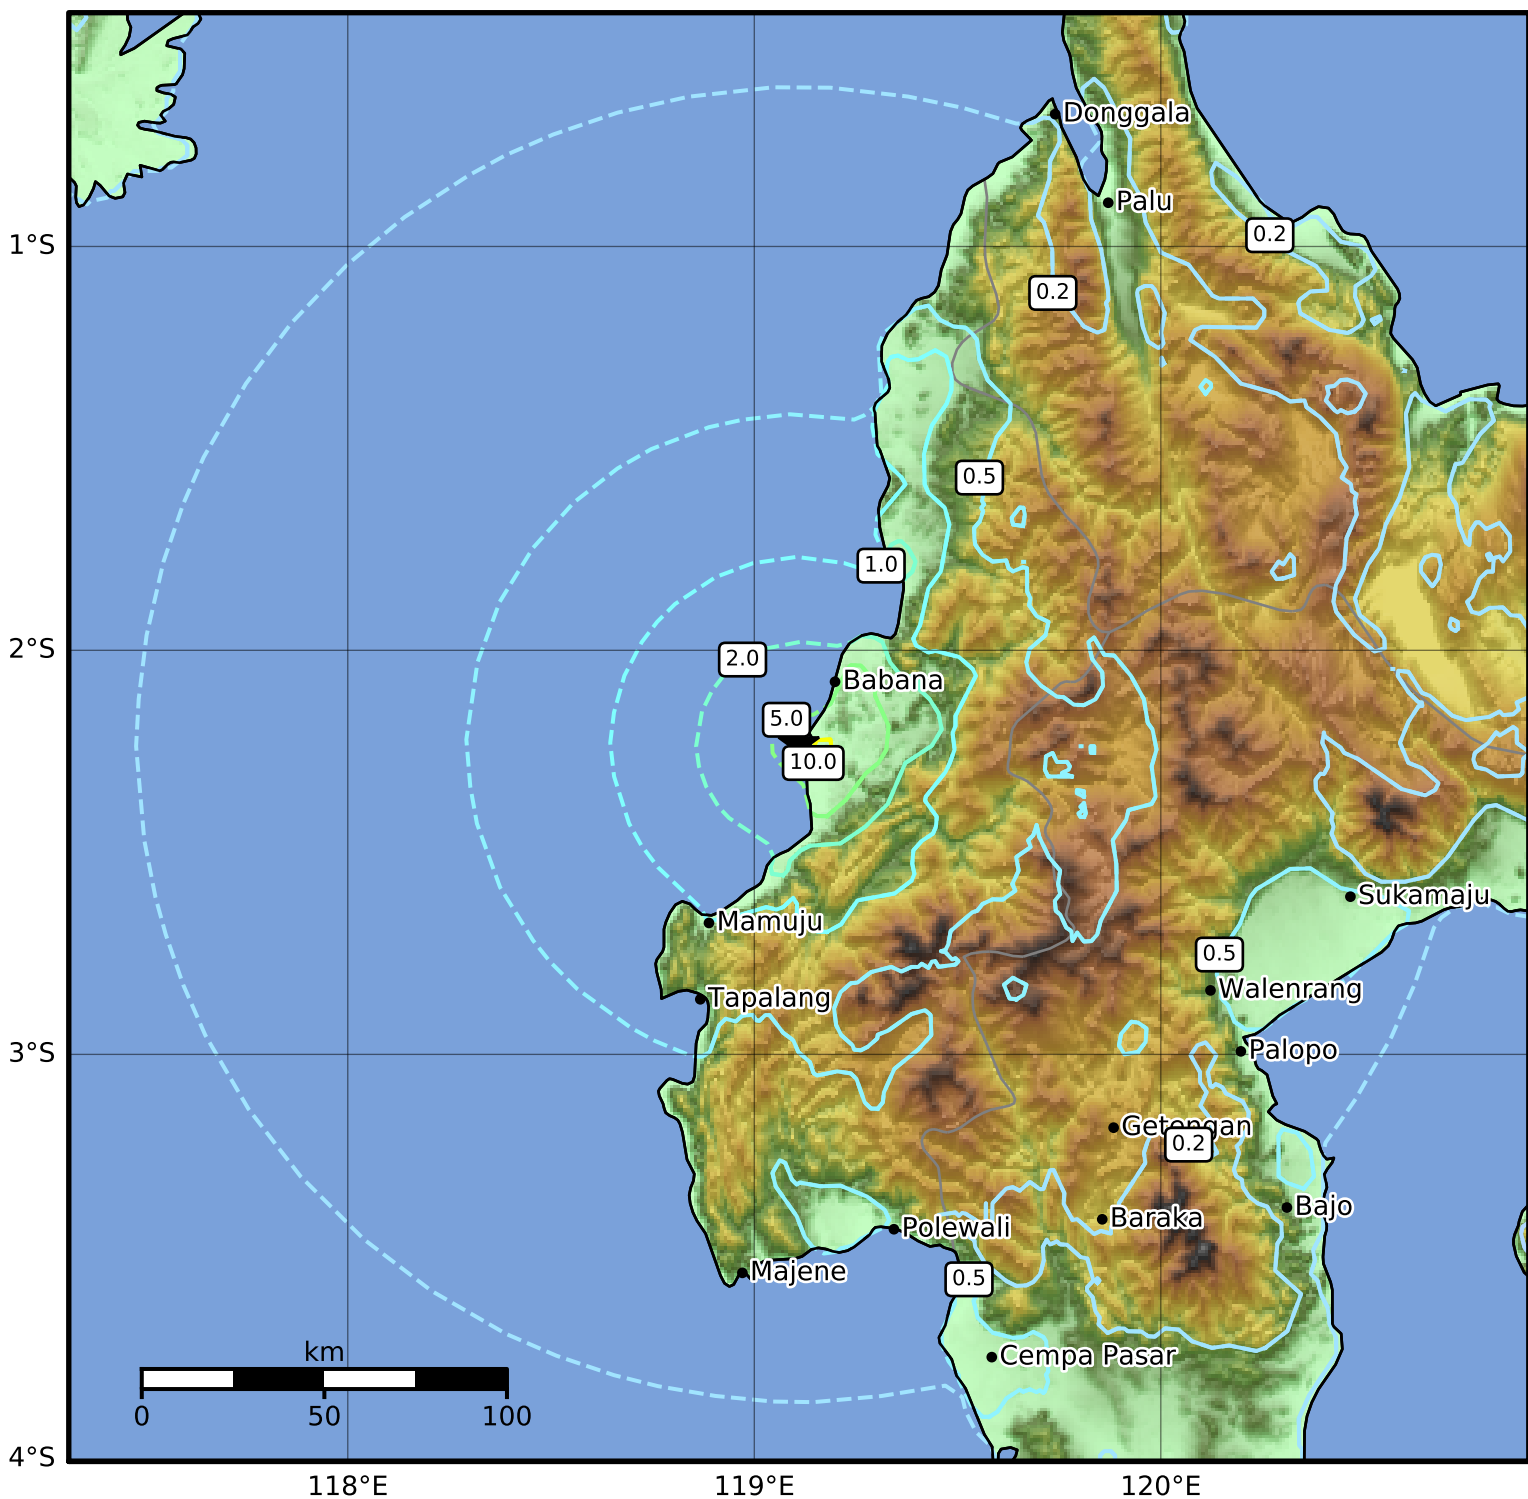 Donggala
Palu
0.2
1°S
0.2
0.5
1.0
2°S
2.0
Babana
5.0
10.0
Sukamaju
Mamuju
0.5
Walenrang
Tapalang
Palopo
3°S
Getengan
0.2
Bajo
Baraka
Polewali
Majene
0.5
km
Cempa Pasar
0 50 100
4°S
118°E 119°E 120°E